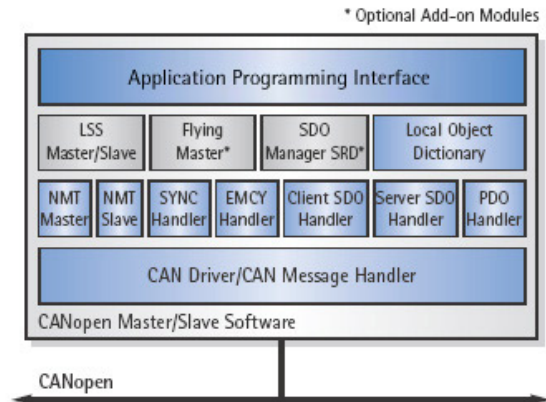 * Optional Add-on Modules
Application Programming Interface
LSS
Master/Slave
Flying
Master*
SDO
Manager SRD*
Local Object
Dictionary
NMT
Master
NMT
Slave
SYNC
Handler
EMCY
Handler
Client SDO
Handler
Server SDO
Handler
PDO
Handler
CAN Driver/CAN Message Handler
CANopen Master/Slave Software
CANopen